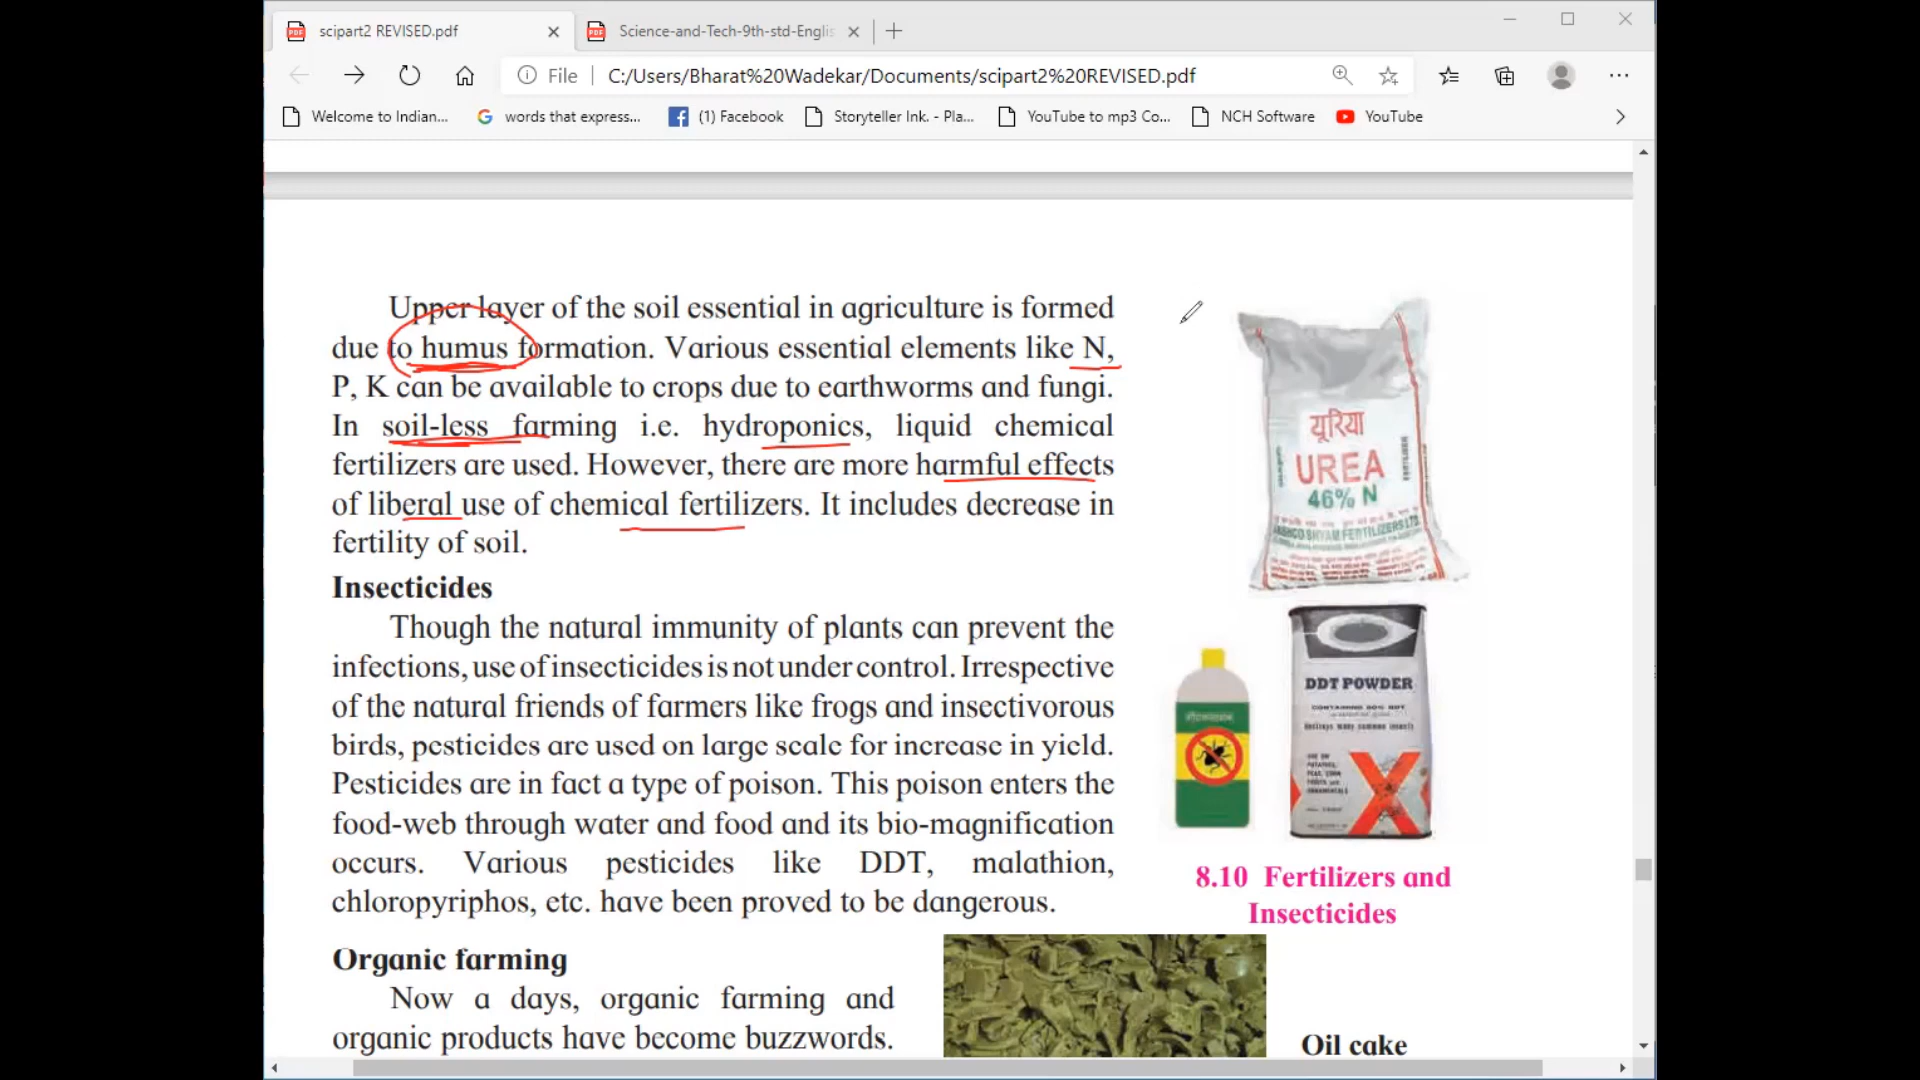 scipart2 REVISED.pdf
Science-and-Tech-9th-std-Englis
File
C:/Users/Bharat%20Wadekar/Documents/scipart2%20REVISED.pdf
Welcome to Indian...
words that express...
(1) Facebook
Storyteller Ink. - Pla...
YouTube to mp3 Co...
NCH Software
YouTube
Upper layer of the soil essential in agriculture is formed
due to humus formation. Various essential elements like N,
P, K can be available to crops due to earthworms and fungi.
In soil-less farming i.e. hydroponics, liquid chemical
fertilizers are used. However, there are more harmful effects
of liberal use of chemical fertilizers. It includes decrease in
fertility of soil.
Insecticides
Though the natural immunity of plants can prevent the
infections, use of insecticides is not under control. Irrespective
of the natural friends of farmers like frogs and insectivorous
birds, pesticides are used on large scale for increase in yield.
Pesticides are in fact a type of poison. This poison enters the
food-web through water and food and its bio-magnification
occurs. Various pesticides like DDT, malathion,
chloropyriphos, etc. have been proved to be dangerous.
यूरिया
UREA
46% N
DDT POWDER
8.10 Fertilizers and
Insecticides
Organic farming
Now a days, organic farming and
organic products have become buzzwords.
Oil cake